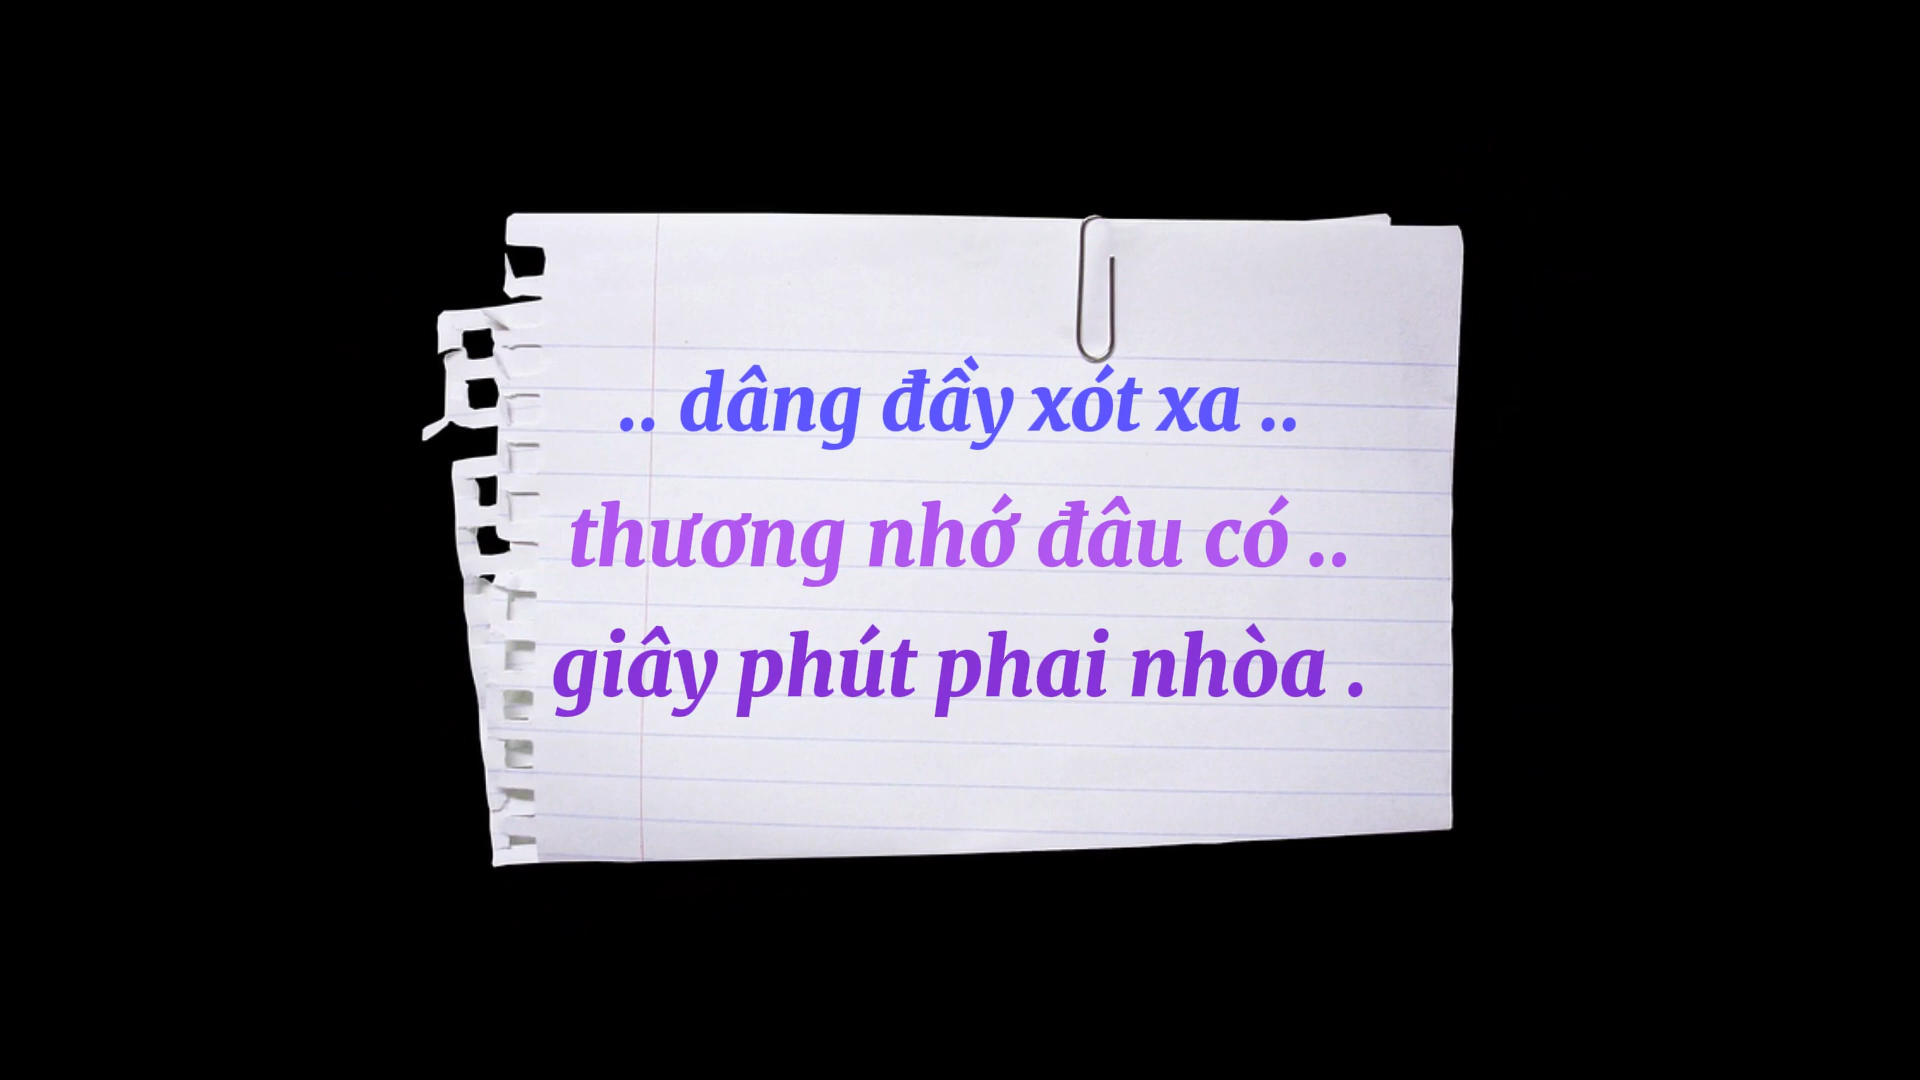 .. dâng đầy xót xa ..
thương nhớ đâu có ..
giây phút phai nhòa .